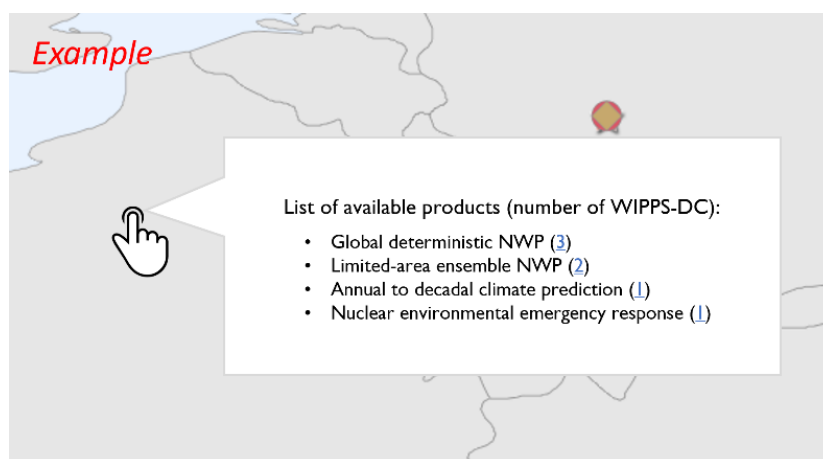 Example
List of available products (number of WIPPS-DC):
• Global deterministic NWP (3)
• Limited-area ensemble NWP (2)
• Annual to decadal climate prediction (1)
• Nuclear environmental emergency response (1)